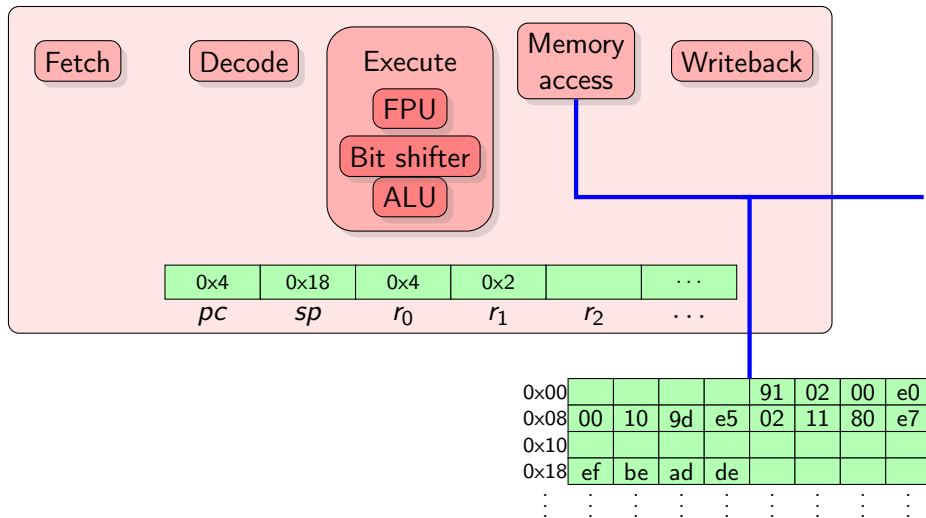 Fetch
Decode
Execute
Memory
access
Writeback
FPU
Bit shifter
ALU
0x4 0x18 0x4 0x2 ···
pc sp r₀ r₁ r₂ ...
0x00 91 02 00 e0
0x08 00 10 9d e5 02 11 80 e7
0x10
0x18 ef be ad de
⋮ ⋮ ⋮ ⋮ ⋮ ⋮ ⋮ ⋮ ⋮